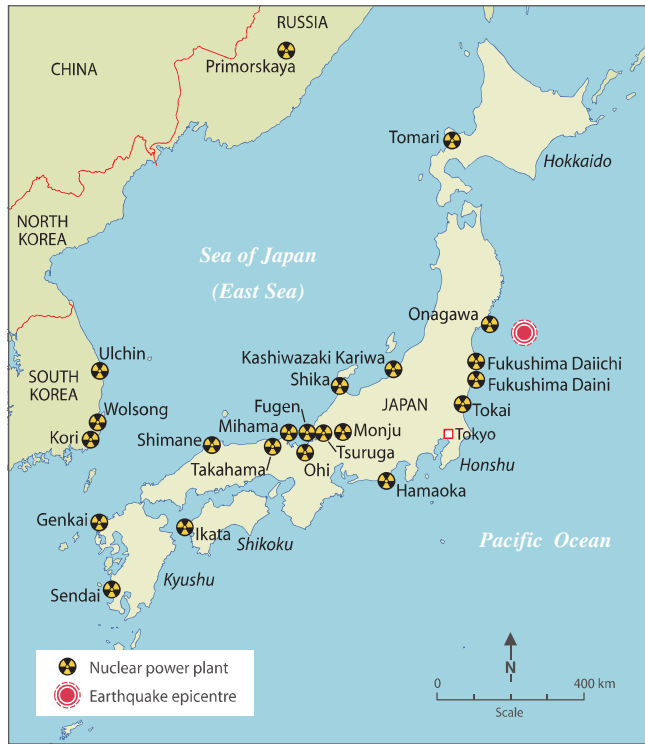 RUSSIA
CHINA
Primorskaya
Tomari
Hokkaido
NORTH
KOREA
Sea of Japan
(East Sea)
Onagawa
Ulchin
Kashiwazaki Kariwa
Fukushima Daiichi
SOUTH
KOREA
Shika
Fukushima Daini
Wolsong
Fugen
JAPAN
Tokai
Kori
Mihama
Monju
Tokyo
Shimane
Tsuruga
Honshu
Takahama
Ohi
Hamaoka
Genkai
Ikata
Shikoku
Pacific Ocean
Kyushu
Sendai
Nuclear power plant
Earthquake epicentre
N
0
400 km
Scale